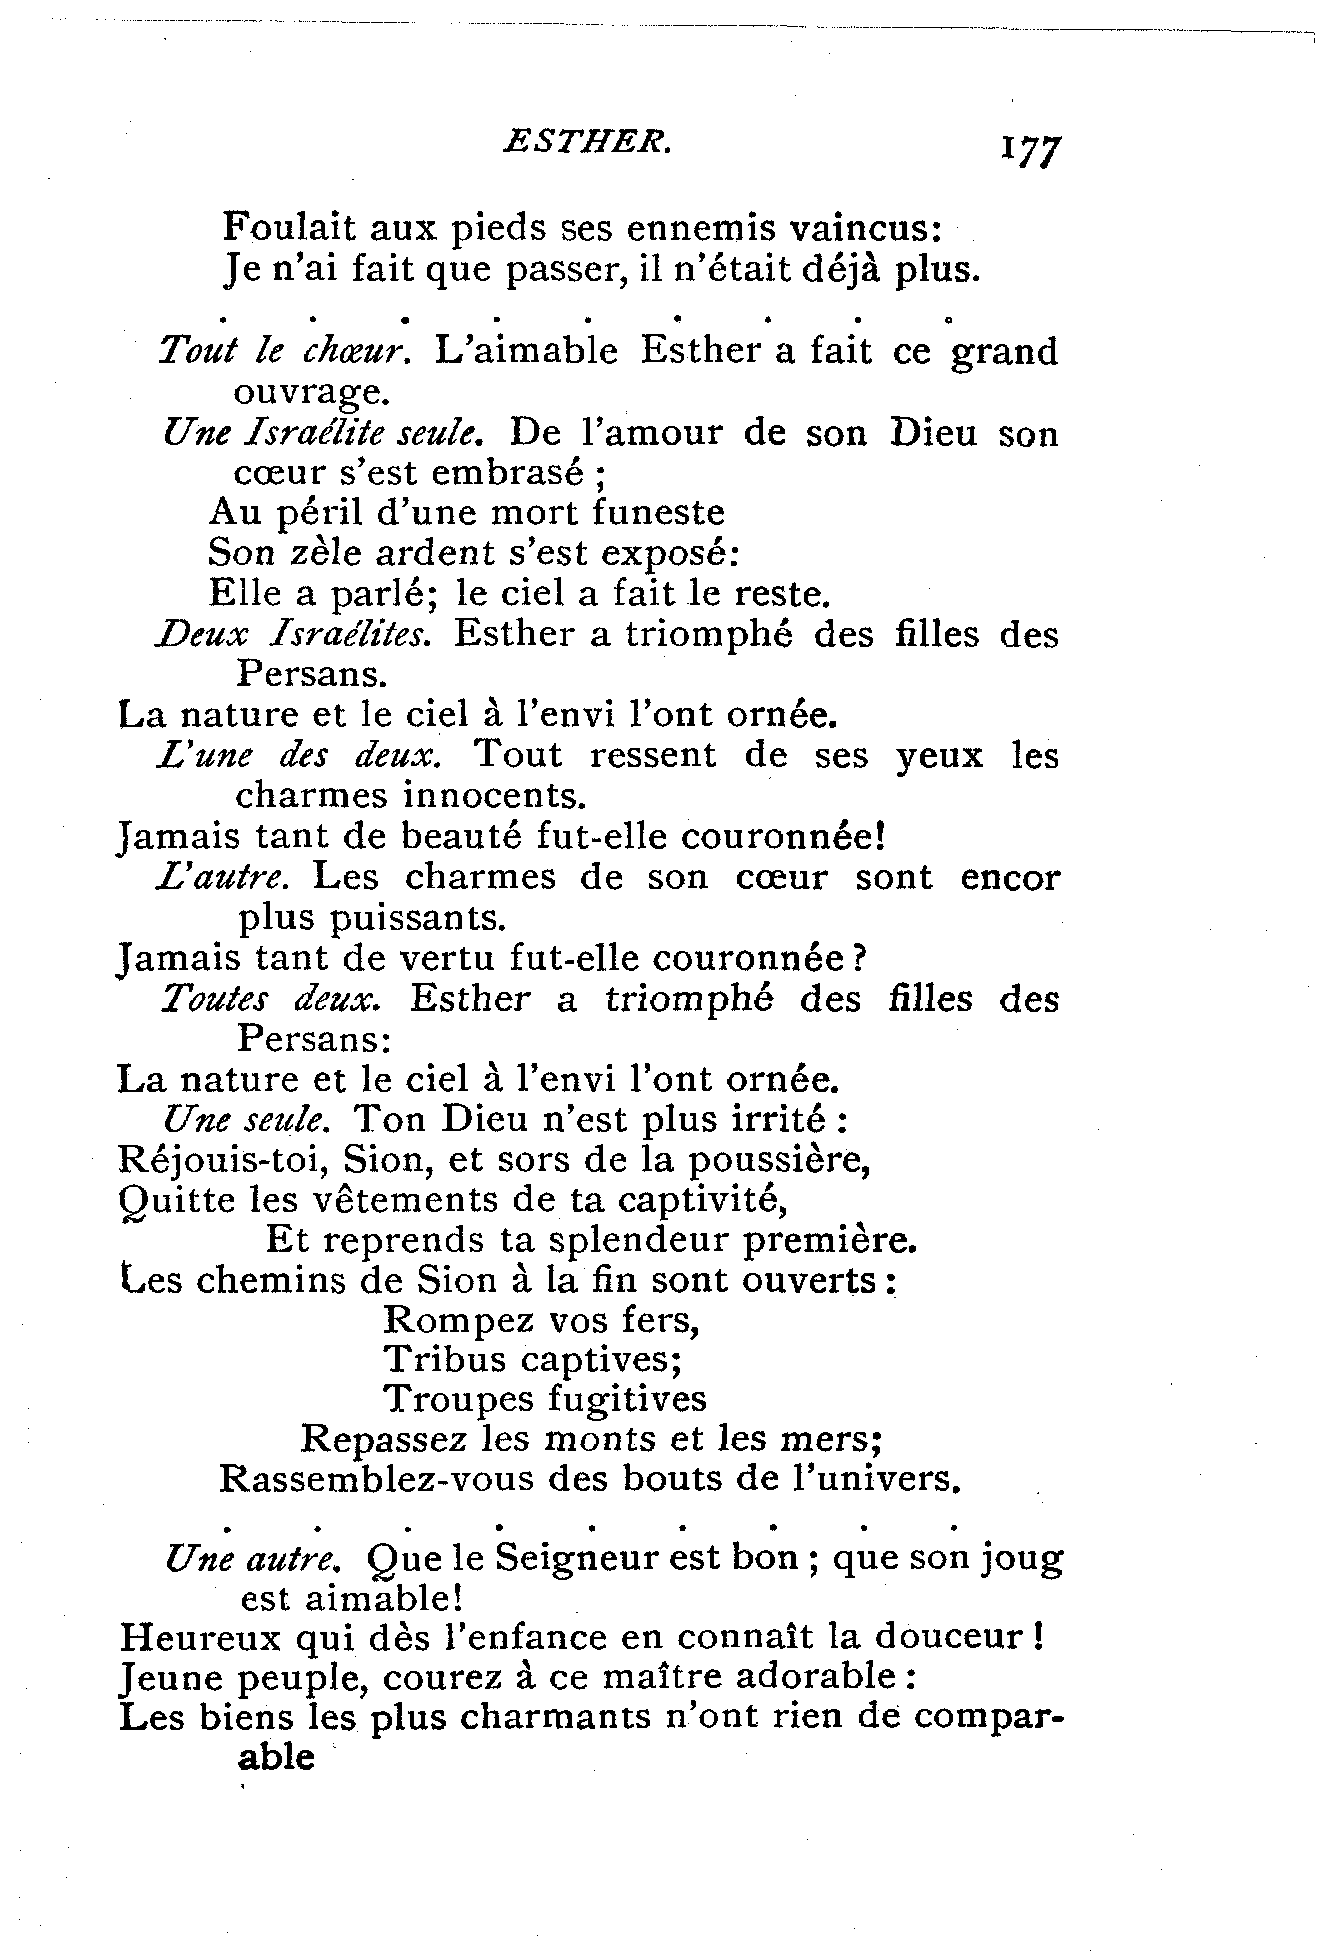 ESTHER. 177
Foulait aux pieds ses ennemis vaincus:
Je n'ai fait que passer, il n'était déjà plus.
. . . . . . . . .
Tout le chœur. L'aimable Esther a fait ce grand
ouvrage.
Une Israélite seule. De l'amour de son Dieu son
cœur s'est embrasé ;
Au péril d'une mort funeste
Son zèle ardent s'est exposé:
Elle a parlé; le ciel a fait le reste.
Deux Israélites. Esther a triomphé des filles des
Persans.
La nature et le ciel à l'envi l'ont ornée.
L'une des deux. Tout ressent de ses yeux les
charmes innocents.
Jamais tant de beauté fut-elle couronnée!
L'autre. Les charmes de son cœur sont encor
plus puissants.
Jamais tant de vertu fut-elle couronnée ?
Toutes deux. Esther a triomphé des filles des
Persans:
La nature et le ciel à l'envi l'ont ornée.
Une seule. Ton Dieu n'est plus irrité :
Réjouis-toi, Sion, et sors de la poussière,
Quitte les vêtements de ta captivité,
Et reprends ta splendeur première.
Les chemins de Sion à la fin sont ouverts :
Rompez vos fers,
Tribus captives;
Troupes fugitives
Repassez les monts et les mers;
Rassemblez-vous des bouts de l'univers.
. . . . . . . . .
Une autre. Que le Seigneur est bon ; que son joug
est aimable!
Heureux qui dès l'enfance en connaît la douceur !
Jeune peuple, courez à ce maître adorable :
Les biens les plus charmants n'ont rien de compar-
able